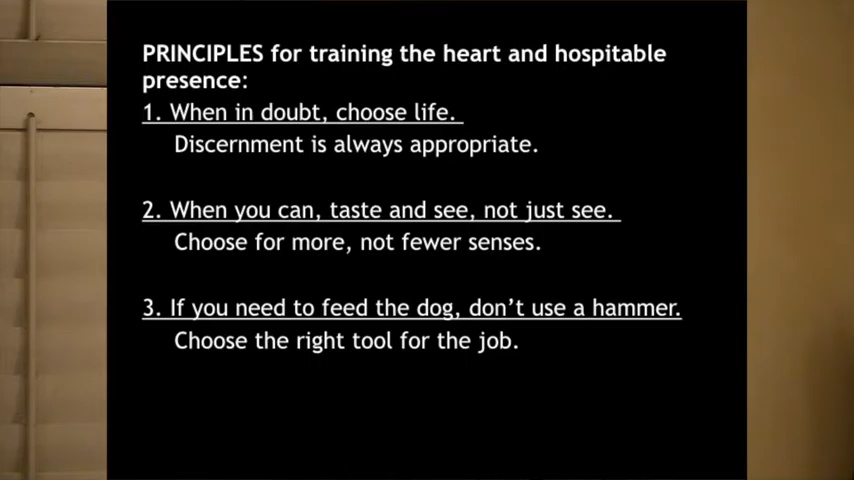 PRINCIPLES for training the heart and hospitable
presence:
1. When in doubt, choose life.
Discernment is always appropriate.
2. When you can, taste and see, not just see.
Choose for more, not fewer senses.
3. If you need to feed the dog, don’t use a hammer.
Choose the right tool for the job.